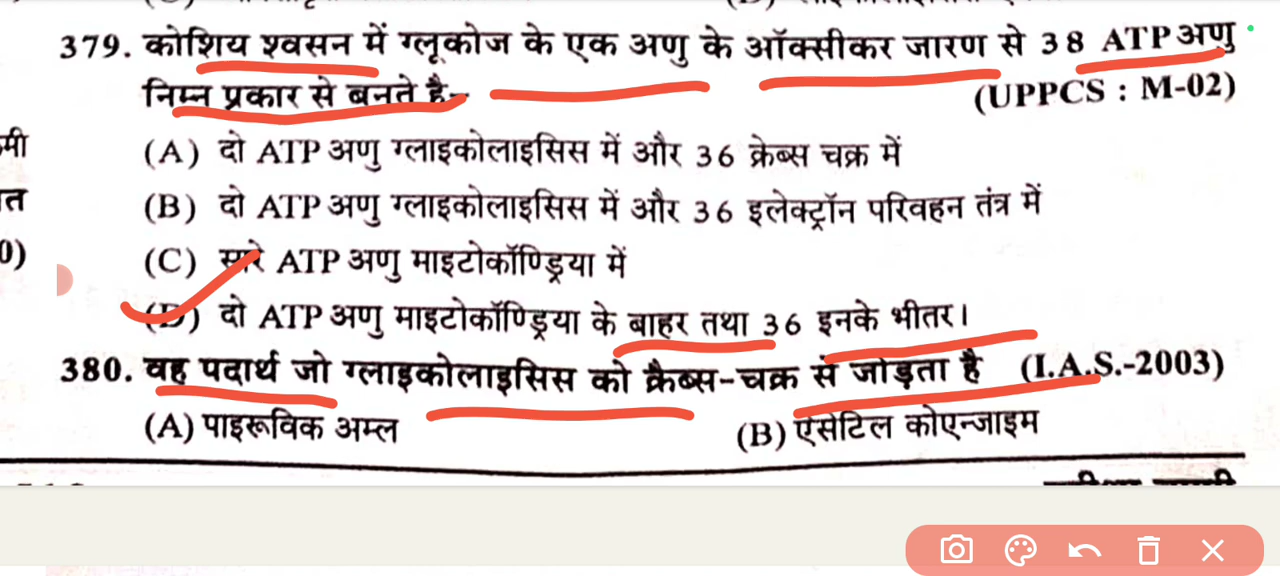 379. कोशिय श्वसन में ग्लूकोज के एक अणु के ऑक्सीकर जारण से 38 ATP अणु
निम्न प्रकार से बनते है- (UPPCS : M-02)
मी
(A) दो ATP अणु ग्लाइकोलाइसिस में और 36 क्रेब्स चक्र में
त
(B) दो ATP अणु ग्लाइकोलाइसिस में और 36 इलेक्ट्रॉन परिवहन तंत्र में
0)
(C) सारे ATP अणु माइटोकॉण्ड्रिया में
(D) दो ATP अणु माइटोकॉण्ड्रिया के बाहर तथा 36 इनके भीतर।
380. वह पदार्थ जो ग्लाइकोलाइसिस को क्रैब्स-चक्र से जोड़ता है (I.A.S.-2003)
(A) पाइरूविक अम्ल (B) ऐसेटिल कोएन्जाइम